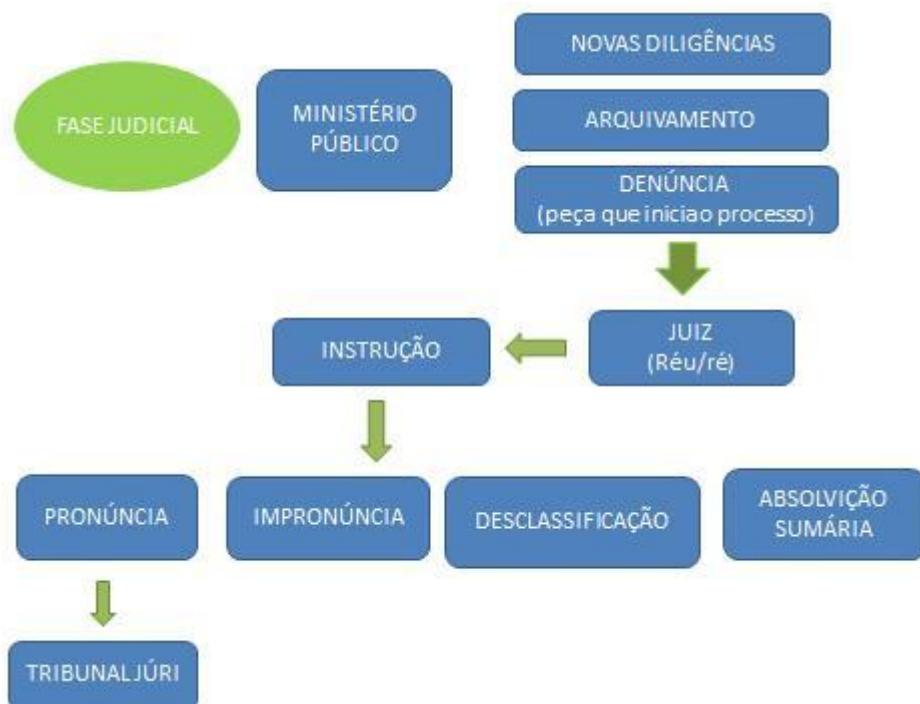 NOVAS DILIGÊNCIAS
FASE JUDICIAL
MINISTÉRIO
PÚBLICO
ARQUIVAMENTO
DENÚNCIA
(peça que iniciao processo)
JUIZ
(Réu/ré)
INSTRUÇÃO
PRONÚNCIA
IMPRONÚNCIA
DESCLASSIFICAÇÃO
ABSOLVIÇÃO
SUMÁRIA
TRIBUNAL JÚRI